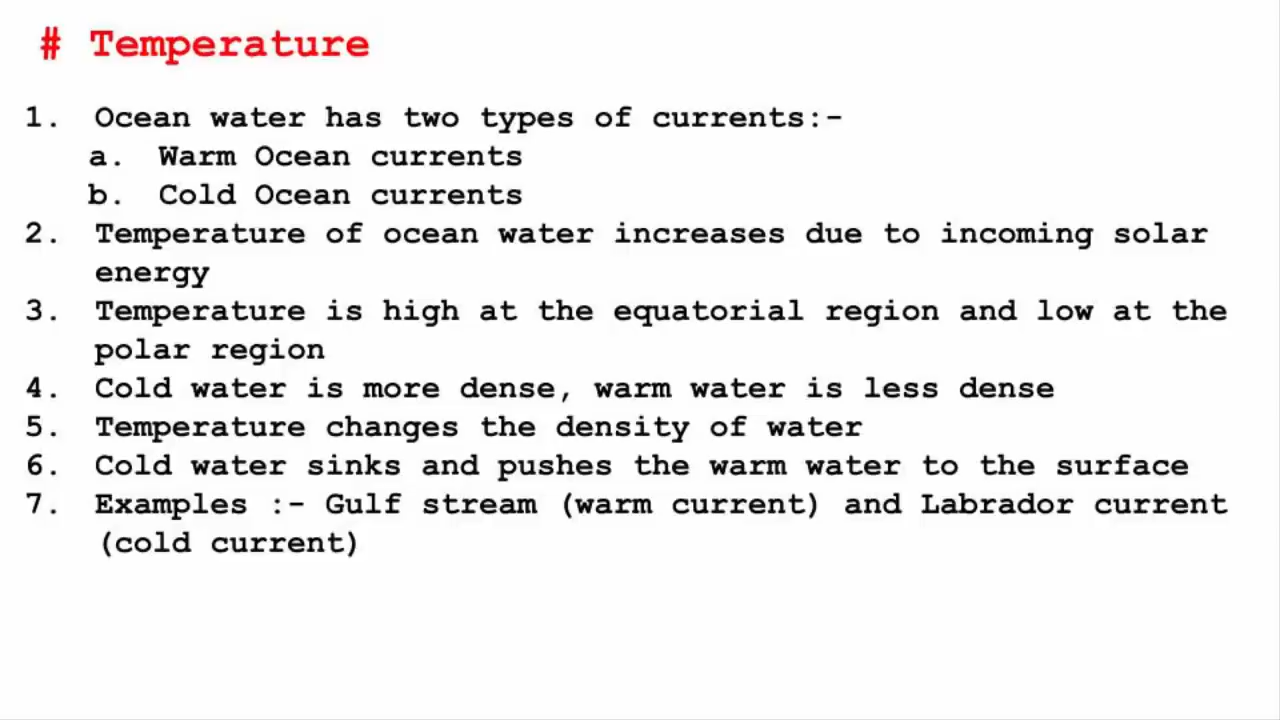 # Temperature
1. Ocean water has two types of currents:-
a. Warm Ocean currents
b. Cold Ocean currents
2. Temperature of ocean water increases due to incoming solar
energy
3. Temperature is high at the equatorial region and low at the
polar region
4. Cold water is more dense, warm water is less dense
5. Temperature changes the density of water
6. Cold water sinks and pushes the warm water to the surface
7. Examples :- Gulf stream (warm current) and Labrador current
(cold current)